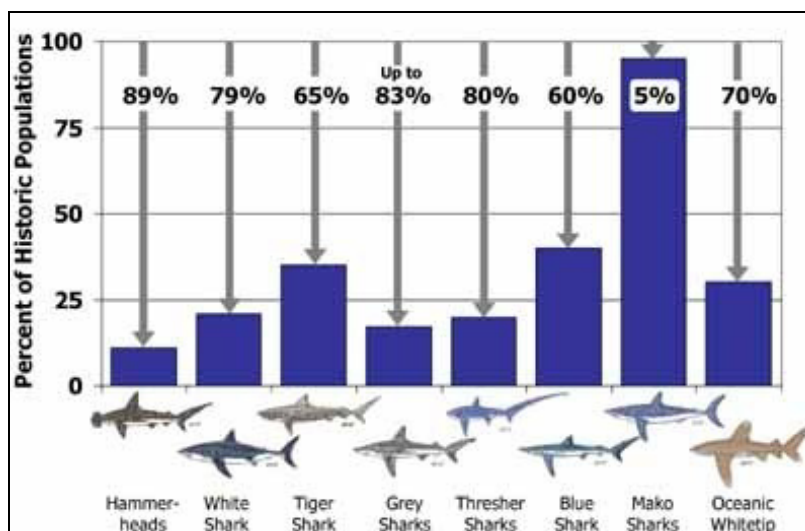 Percent of Historic Populations
100
75
50
25
0
89%
79%
65%
Up to
83%
80%
60%
5%
70%
Hammer-
heads
White
Shark
Tiger
Shark
Grey
Sharks
Thresher
Sharks
Blue
Shark
Mako
Sharks
Oceanic
Whitetip